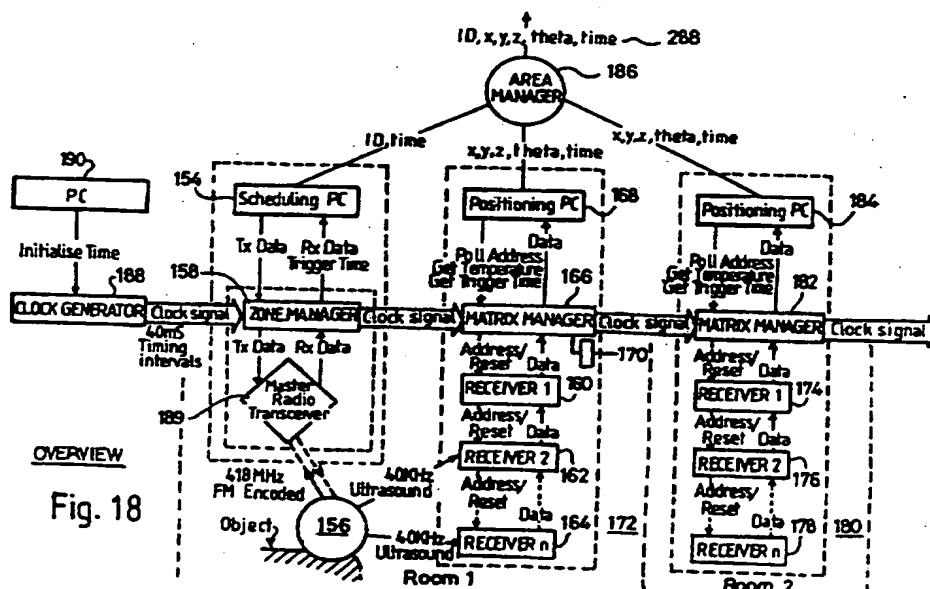 ID, x, y, z, theta, time 288
AREA
MANAGER
186
ID, time
x,y,z, theta, time
x,y,z, theta, time
190
PC
Initialise Time
188
CLOCK GENERATOR
Clock signal
40mS
Timing
intervals
154
Scheduling PC
Tx Data
Rx Data
Trigger Time
158
ZONE MANAGER
Tx Data
Rx Data
Master
Radio
Transceiver
189
418 MHz
FM Encoded
Object
156
40KHz
Ultrasound
40KHz
Ultrasound
Clock signal
Positioning PC
168
Poll Address
Get Temperature
Get Trigger Time
Data
166
MATRIX MANAGER
170
Address/
Reset
Data
RECEIVER 1
160
Address/
Reset
Data
RECEIVER 2
162
Address/
Reset
Data
RECEIVER n
164
172
Room 1
Clock signal
Positioning PC
184
Poll Address
Get Temperature
Get Trigger Time
Data
182
MATRIX MANAGER
Clock signal
Address/
Reset
Data
RECEIVER 1
174
Address/
Reset
Data
RECEIVER 2
176
Address/
Reset
Data
RECEIVER n
178
180
Room 2
OVERVIEW
Fig. 18